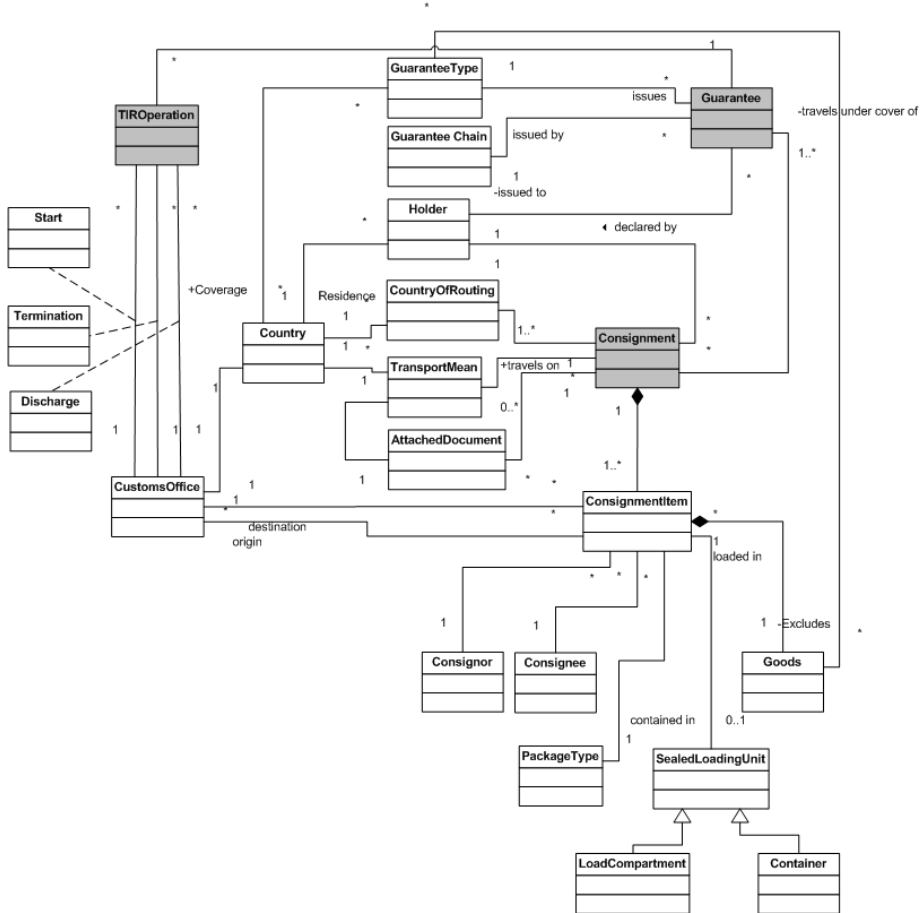 *
1
*
GuaranteeType
1
*
issues
Guarantee
-travels under cover of
TIROperation
*
Guarantee Chain
issued by
*
1..*
1
-issued to
*
*
*
*
Start
Holder
*
1
declared by
1
+Coverage
*
1
Residence
*
CountryOfRouting
Termination
1
1..*
*
Country
Consignment
1
*
*
TransportMean
+travels on
1
*
1
1
1
Discharge
0..*
1
1
1
1
AttachedDocument
1..*
CustomsOffice
1
1
*
*
1
ConsignmentItem
*
*
*
destination
origin
1
loaded in
*
*
*
1
1
1
-Excludes
*
Consignor
Consignee
Goods
contained in
0..1
1
PackageType
SealedLoadingUnit
LoadCompartment
Container